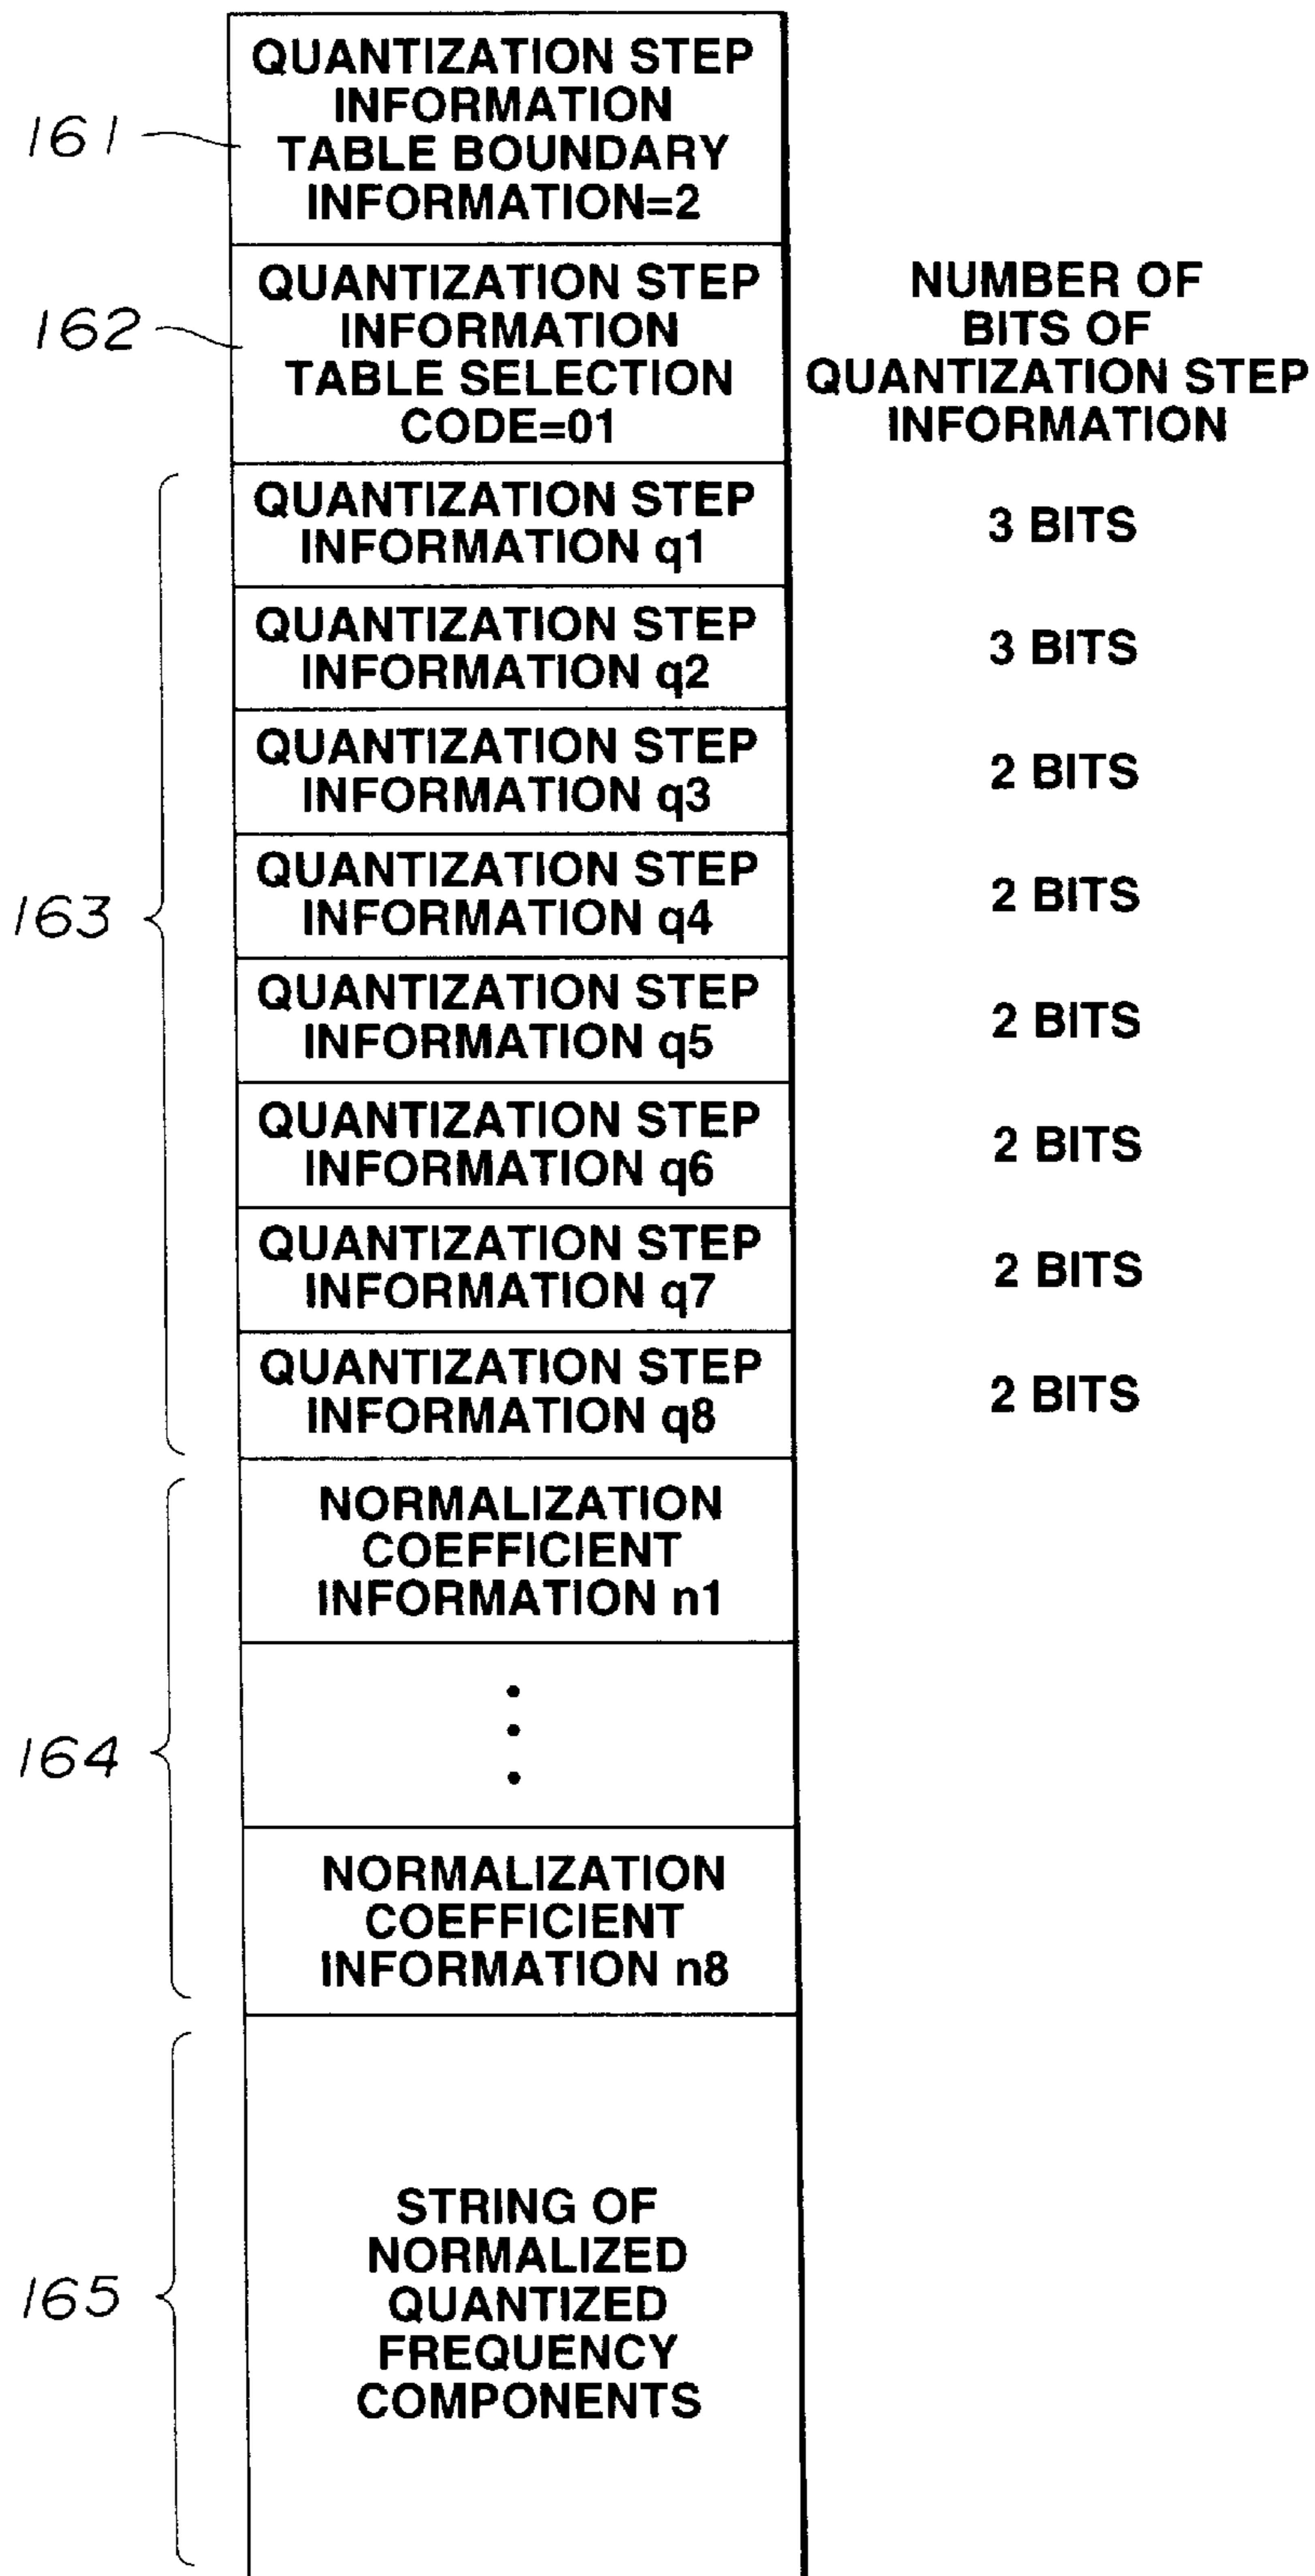 QUANTIZATION STEP
INFORMATION
TABLE BOUNDARY
INFORMATION=2
161
QUANTIZATION STEP
INFORMATION
TABLE SELECTION
CODE=01
162
NUMBER OF
BITS OF
QUANTIZATION STEP
INFORMATION
QUANTIZATION STEP
INFORMATION q1
3 BITS
QUANTIZATION STEP
INFORMATION q2
3 BITS
QUANTIZATION STEP
INFORMATION q3
2 BITS
QUANTIZATION STEP
INFORMATION q4
2 BITS
163
QUANTIZATION STEP
INFORMATION q5
2 BITS
QUANTIZATION STEP
INFORMATION q6
2 BITS
QUANTIZATION STEP
INFORMATION q7
2 BITS
QUANTIZATION STEP
INFORMATION q8
2 BITS
NORMALIZATION
COEFFICIENT
INFORMATION n1
164
NORMALIZATION
COEFFICIENT
INFORMATION n8
STRING OF
NORMALIZED
QUANTIZED
FREQUENCY
COMPONENTS
165